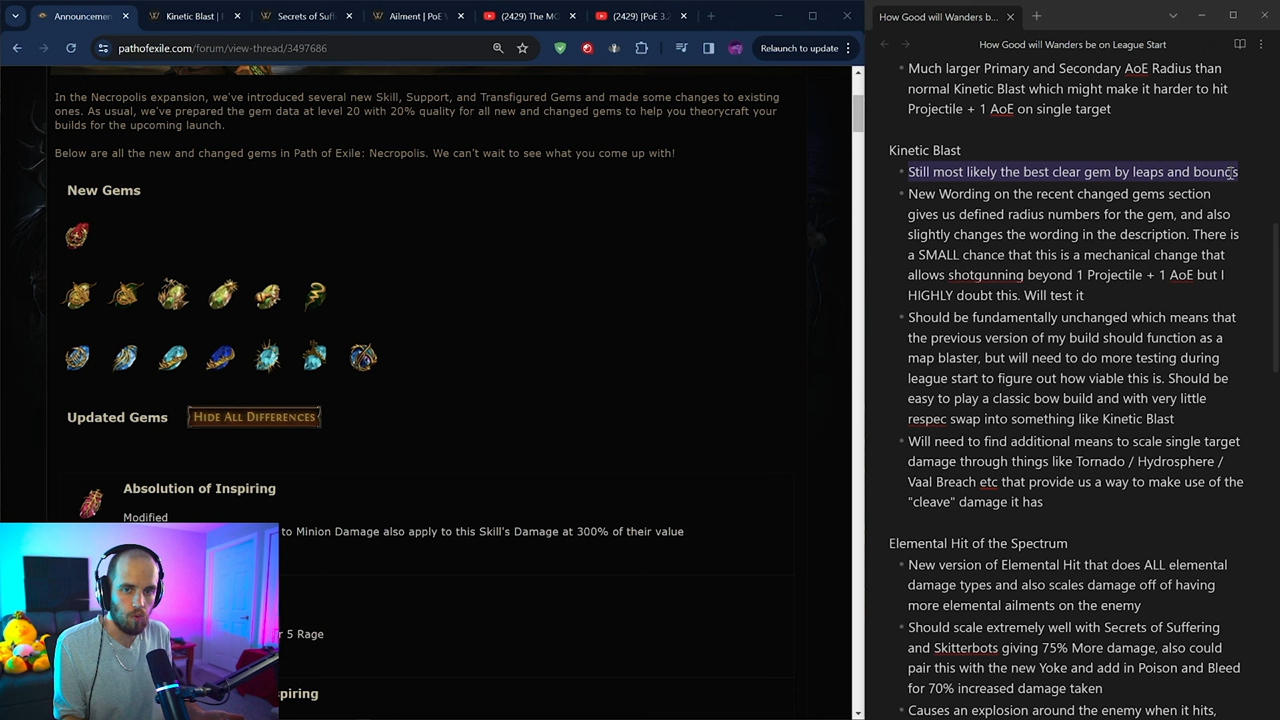 Announcemen
Kinetic Blast |
Secrets of Suf
Ailment | PoE
(2429) The MC
(2429) [PoE 3.2
How Good will Wanders b...
pathofexile.com/forum/view-thread/3497686
Relaunch to update
How Good will Wanders be on League Start
In the Necropolis expansion, we've introduced several new Skill, Support, and Transfigured Gems and made some changes to existing
ones. As usual, we've prepared the gem data at level 20 with 20% quality for all new and changed gems to help you theorycraft your
builds for the upcoming launch.
Below are all the new and changed gems in Path of Exile: Necropolis. We can't wait to see what you come up with!
New Gems
Updated Gems
HIDE ALL DIFFERENCES
Absolution of Inspiring
Modified
to Minion Damage also apply to this Skill's Damage at 300% of their value
r 5 Rage
spiring
Much larger Primary and Secondary AoE Radius than
normal Kinetic Blast which might make it harder to hit
Projectile + 1 AoE on single target
Kinetic Blast
Still most likely the best clear gem by leaps and bounds
New Wording on the recent changed gems section
gives us defined radius numbers for the gem, and also
slightly changes the wording in the description. There is
a SMALL chance that this is a mechanical change that
allows shotgunning beyond 1 Projectile + 1 AoE but I
HIGHLY doubt this. Will test it
Should be fundamentally unchanged which means that
the previous version of my build should function as a
map blaster, but will need to do more testing during
league start to figure out how viable this is. Should be
easy to play a classic bow build and with very little
respec swap into something like Kinetic Blast
Will need to find additional means to scale single target
damage through things like Tornado / Hydrosphere /
Vaal Breach etc that provide us a way to make use of the
"cleave" damage it has
Elemental Hit of the Spectrum
New version of Elemental Hit that does ALL elemental
damage types and also scales damage off of having
more elemental ailments on the enemy
Should scale extremely well with Secrets of Suffering
and Skitterbots giving 75% More damage, also could
pair this with the new Yoke and add in Poison and Bleed
for 70% increased damage taken
Causes an explosion around the enemy when it hits,